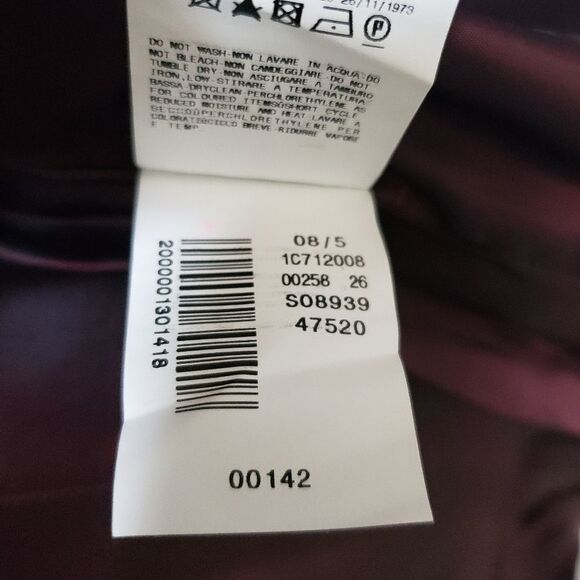 26/11/1973
P
DO NOT WASH-NON LAVARE IN ACQUA.DO
NOT BLEACH-NON CANDEGGIARE-DO NOT
TUMBLE DRY-NON ASCIUGARE A TAMBURO
IRON,LOW-STIRARE A TEMPERATURA
BASSA DRYCLEAN-PERCHLORETHYLENE AS
FOR COLOURED ITEMS@SHORT CYCLE
REDUCED MOISTURE AND HEAT-LAVARE A
SECCO@PERCHLORETHYLENE PER
COLORATI@CICLO BREVE-RIDURRE VAPORE
E TEMP
2000001301418
08/5
1C712008
00258 26
S08939
47520
00142